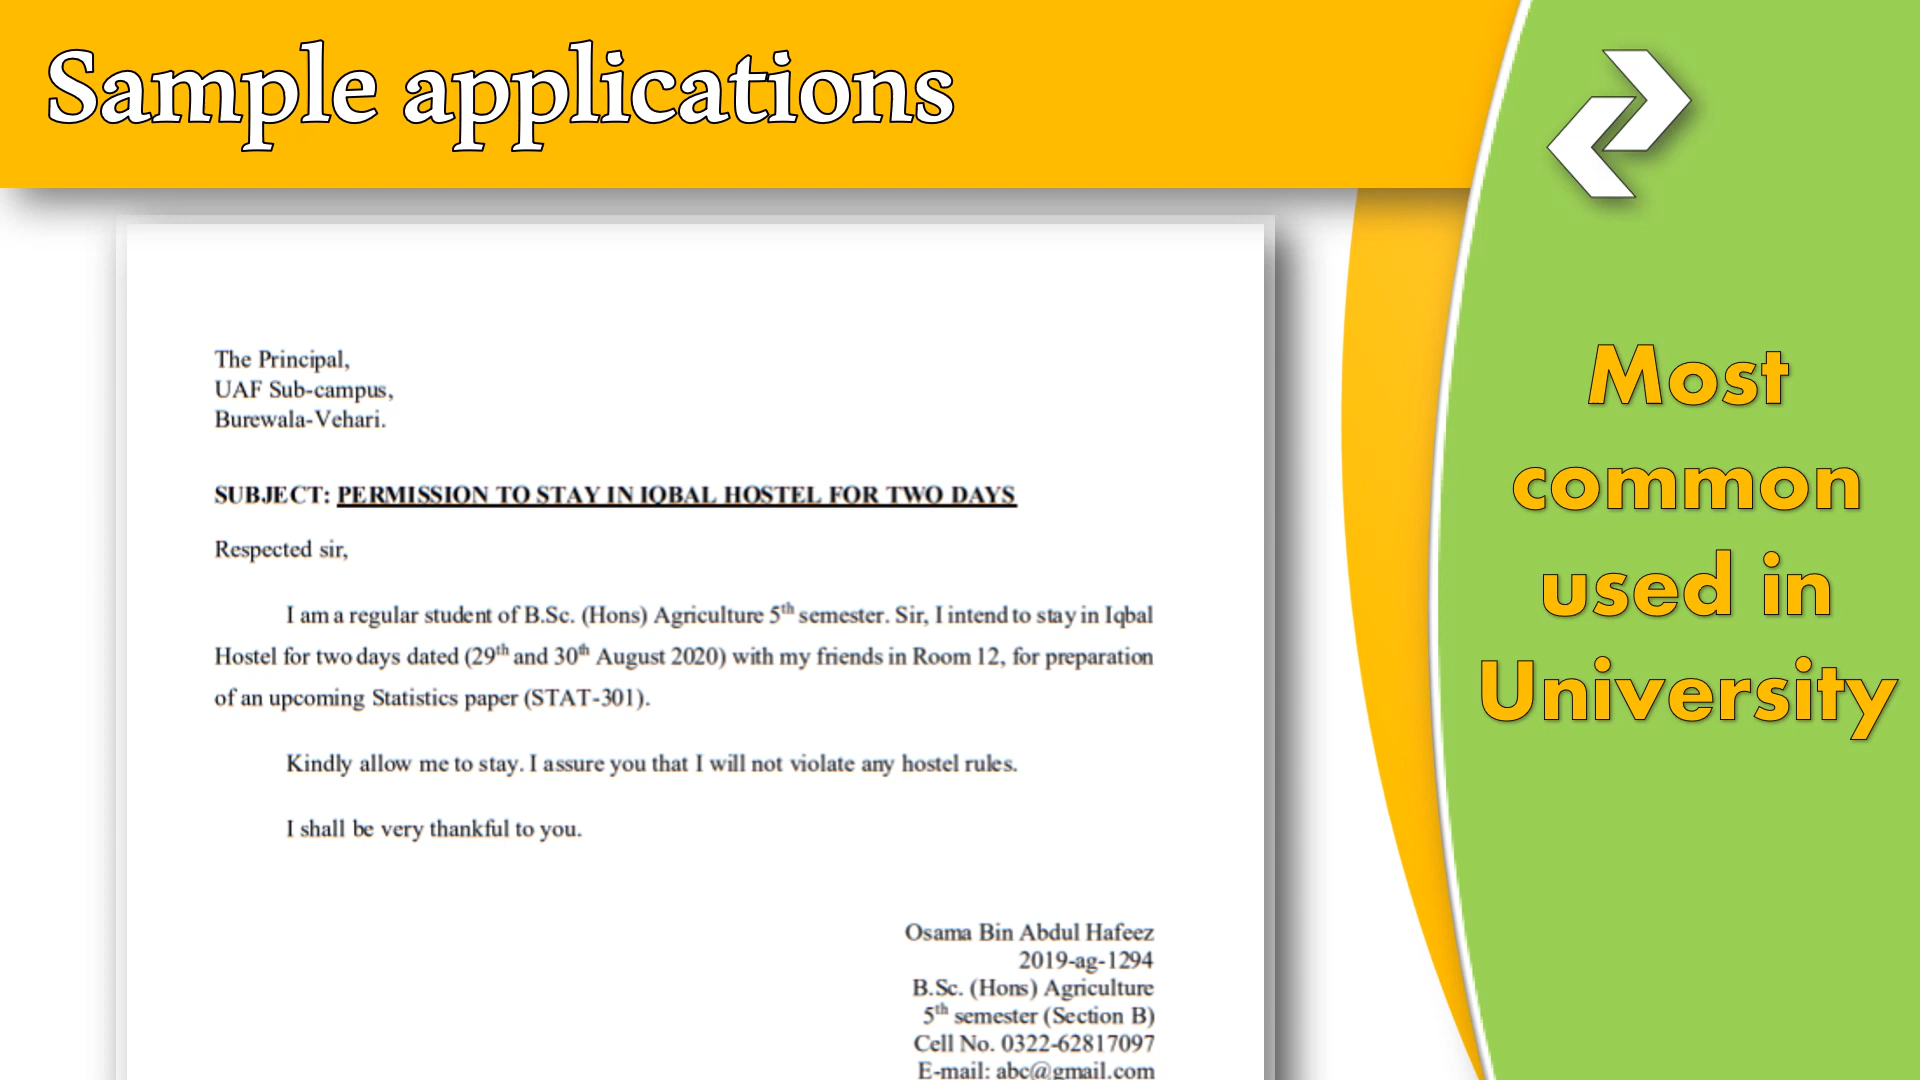 Sample applications
The Principal,
UAF Sub-campus,
Burewala-Vehari.
SUBJECT: PERMISSION TO STAY IN IQBAL HOSTEL FOR TWO DAYS
Respected sir,
I am a regular student of B.Sc. (Hons) Agriculture 5th semester. Sir, I intend to stay in Iqbal
Hostel for two days dated (29th and 30th August 2020) with my friends in Room 12, for preparation
of an upcoming Statistics paper (STAT-301).
Kindly allow me to stay. I assure you that I will not violate any hostel rules.
I shall be very thankful to you.
Osama Bin Abdul Hafeez
2019-ag-1294
B.Sc. (Hons) Agriculture
5th semester (Section B)
Cell No. 0322-62817097
E-mail: abc@gmail.com
Most
common
used in
University